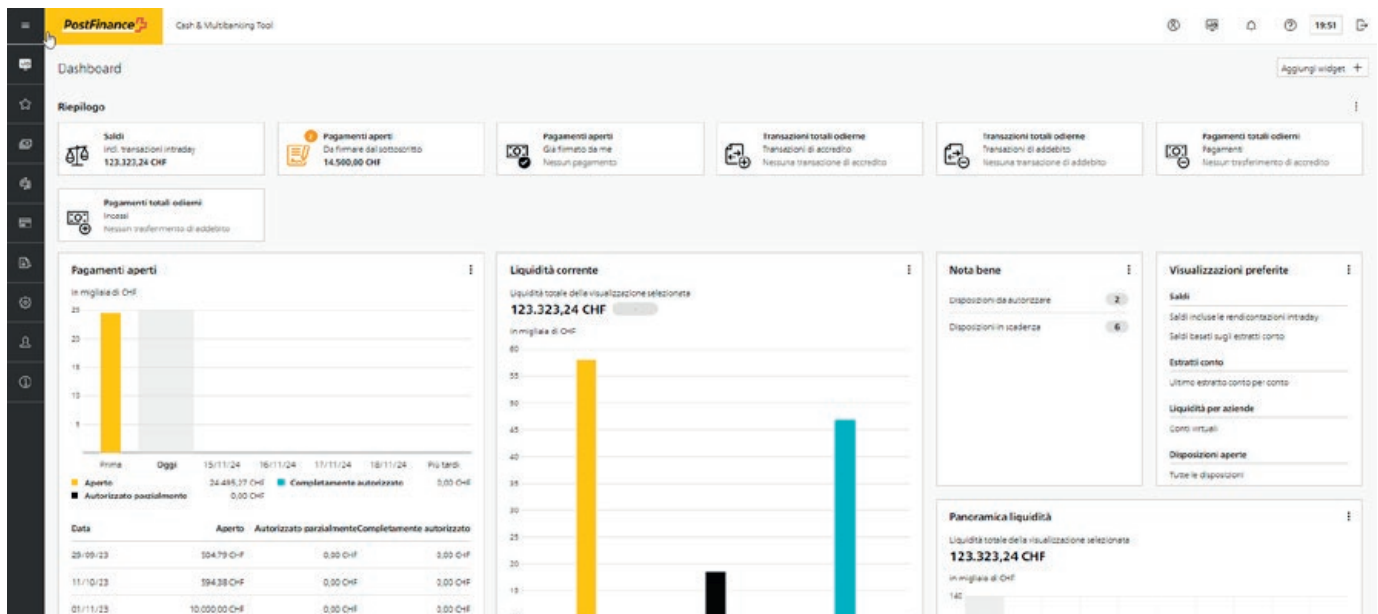 PostFinance
Cash & Multibanking Tool
19:51
Dashboard
Aggiungi widget +
Riepilogo
Saldi
incl. transazioni intraday
123.323,24 CHF
Pagamenti aperti
Da firmare dal sottoscritto
14.500,00 CHF
Pagamenti aperti
Già firmato da me
Nessun pagamento
Transazioni totali odierne
Transazioni di accredito
Nessuna transazione di accredito
Transazioni totali odierne
Transazioni di addebito
Nessuna transazione di addebito
Pagamenti totali odierni
Pagamenti
Nessun trasferimento di accredito
Pagamenti totali odierni
Incassi
Nessun trasferimento di addebito
Pagamenti aperti
In migliaia di CHF
25
20
15
10
5
Prima Oggi 15/11/24 16/11/24 17/11/24 18/11/24 Più tardi
Aperto 24.495,27 CHF Completamente autorizzato 0,00 CHF
Autorizzato parzialmente 0,00 CHF
Data Aperto Autorizzato parzialmente Completamente autorizzato
29/09/23 504,79 CHF 0,00 CHF 0,00 CHF
11/10/23 594,38 CHF 0,00 CHF 0,00 CHF
01/11/23 10.000,00 CHF 0,00 CHF 0,00 CHF
Liquidità corrente
Liquidità totale della visualizzazione selezionata
123.323,24 CHF
in migliaia di CHF
60
55
50
45
40
35
30
25
20
15
Nota bene
Disposizioni da autorizzare 2
Disposizioni in scadenza 6
Visualizzazioni preferite
Saldi
Saldi incluse le rendicontazioni intraday
Saldi basati sugli estratti conto
Estratti conto
Ultimo estratto conto per conto
Liquidità per aziende
Conti virtuali
Disposizioni aperte
Tutte le disposizioni
Panoramica liquidità
Liquidità totale della visualizzazione selezionata
123.323,24 CHF
in migliaia di CHF
140